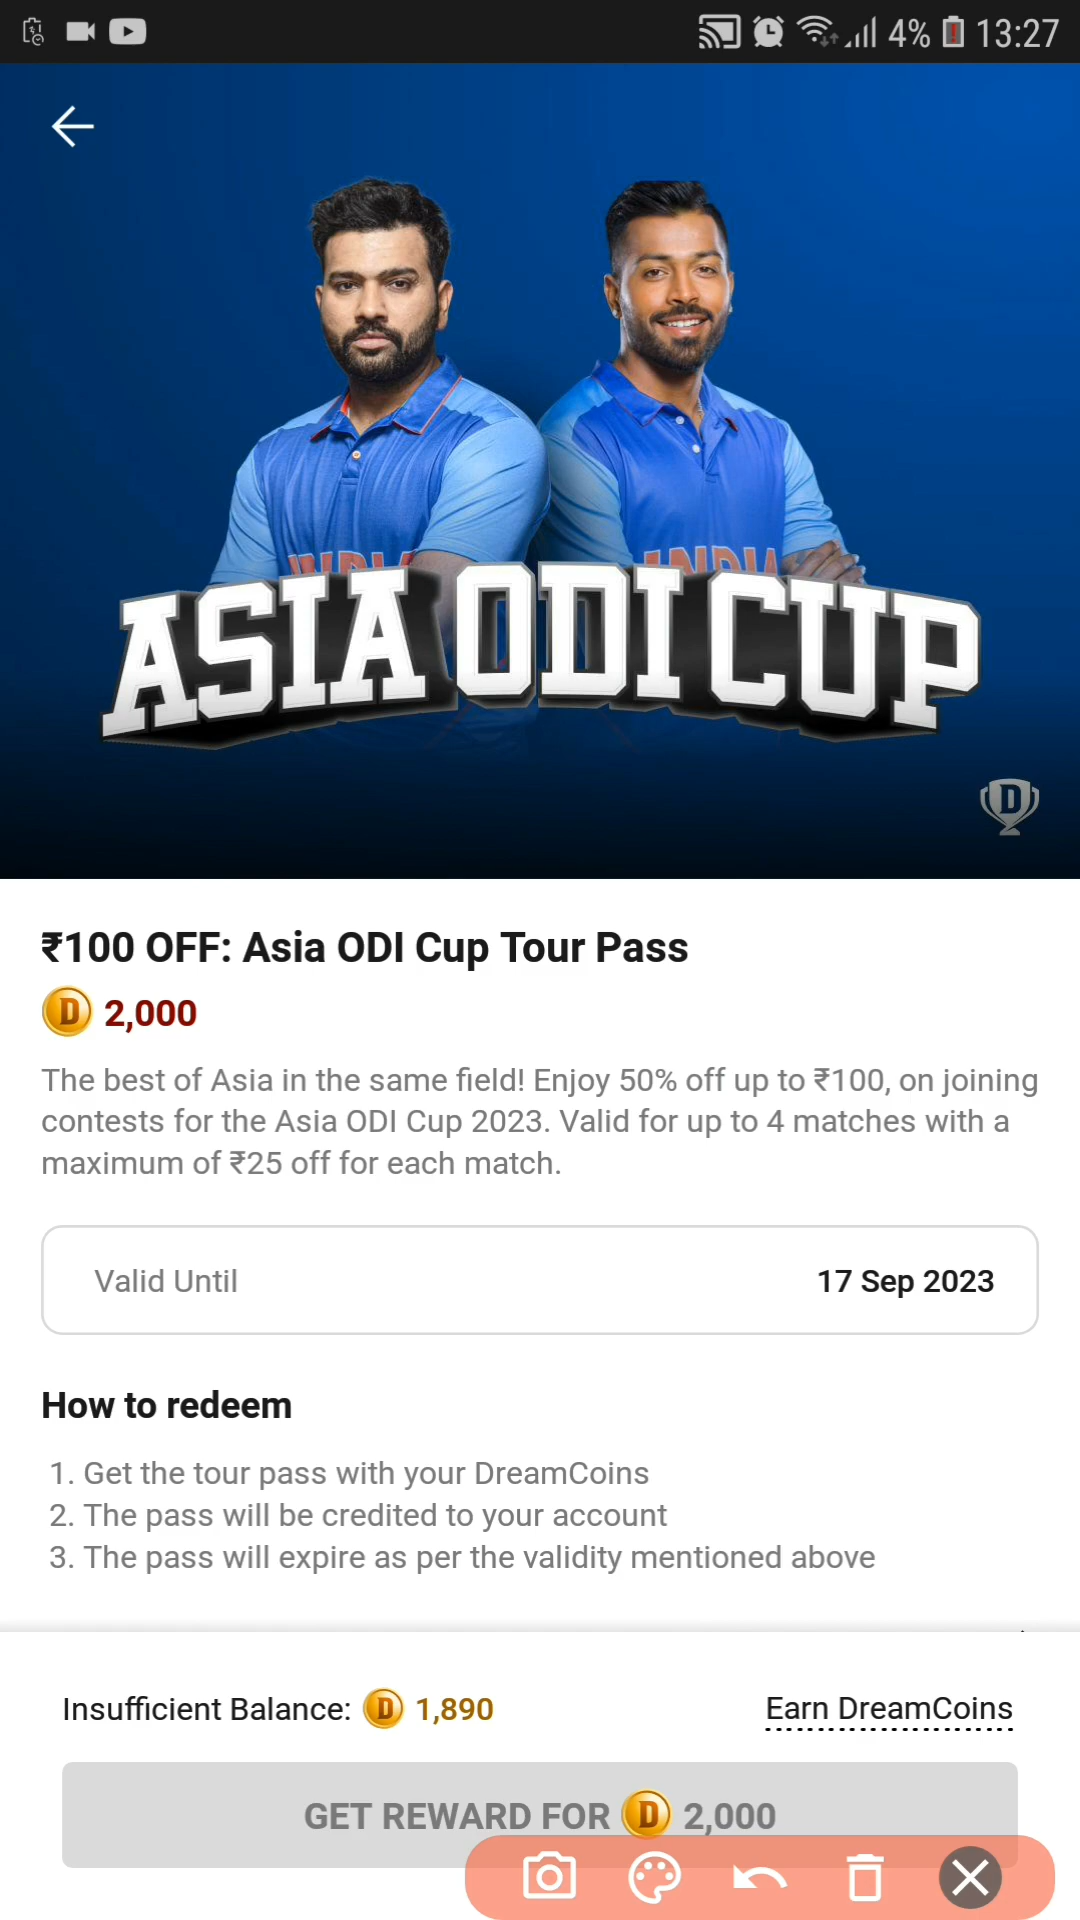 4% 13:27
INDIA INDIA
ASIA ODI CUP
D
₹100 OFF: Asia ODI Cup Tour Pass
D 2,000
The best of Asia in the same field! Enjoy 50% off up to ₹100, on joining
contests for the Asia ODI Cup 2023. Valid for up to 4 matches with a
maximum of ₹25 off for each match.
Valid Until 17 Sep 2023
How to redeem
1. Get the tour pass with your DreamCoins
2. The pass will be credited to your account
3. The pass will expire as per the validity mentioned above
Insufficient Balance: D 1,890 Earn DreamCoins
GET REWARD FOR D 2,000